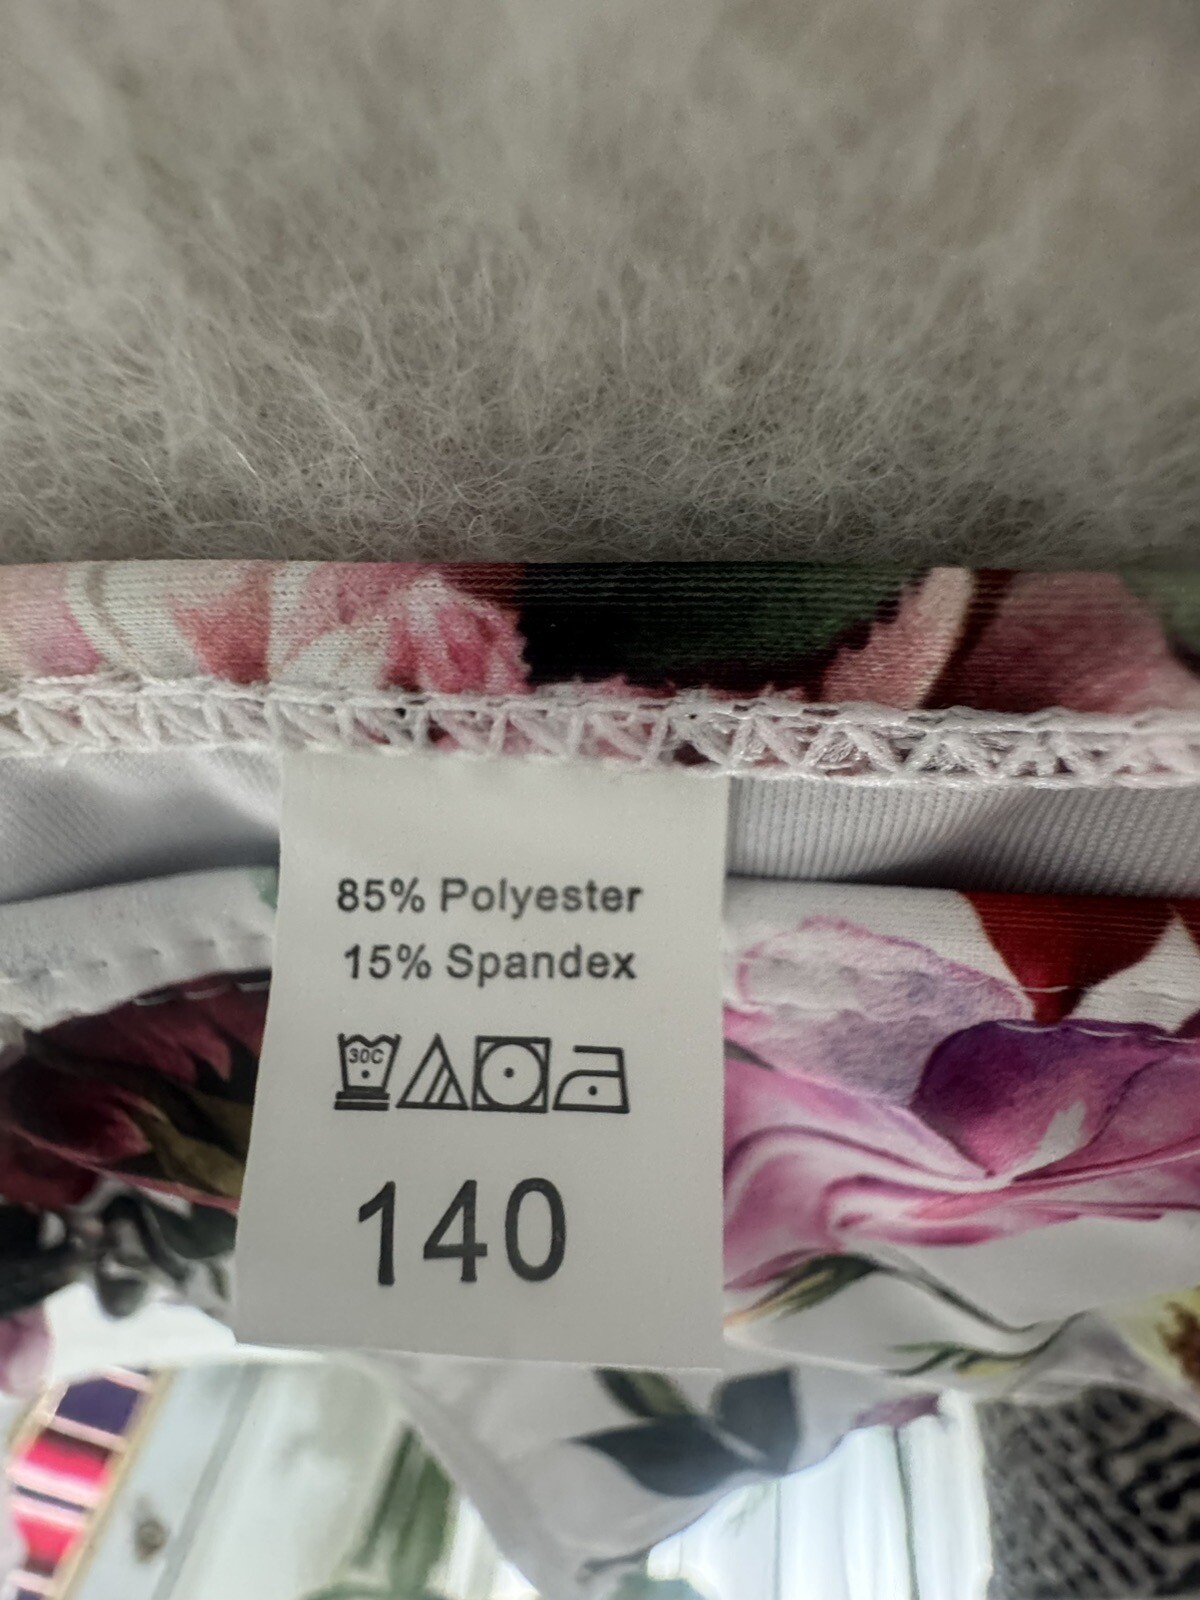 85% Polyester
15% Spandex
30C
140